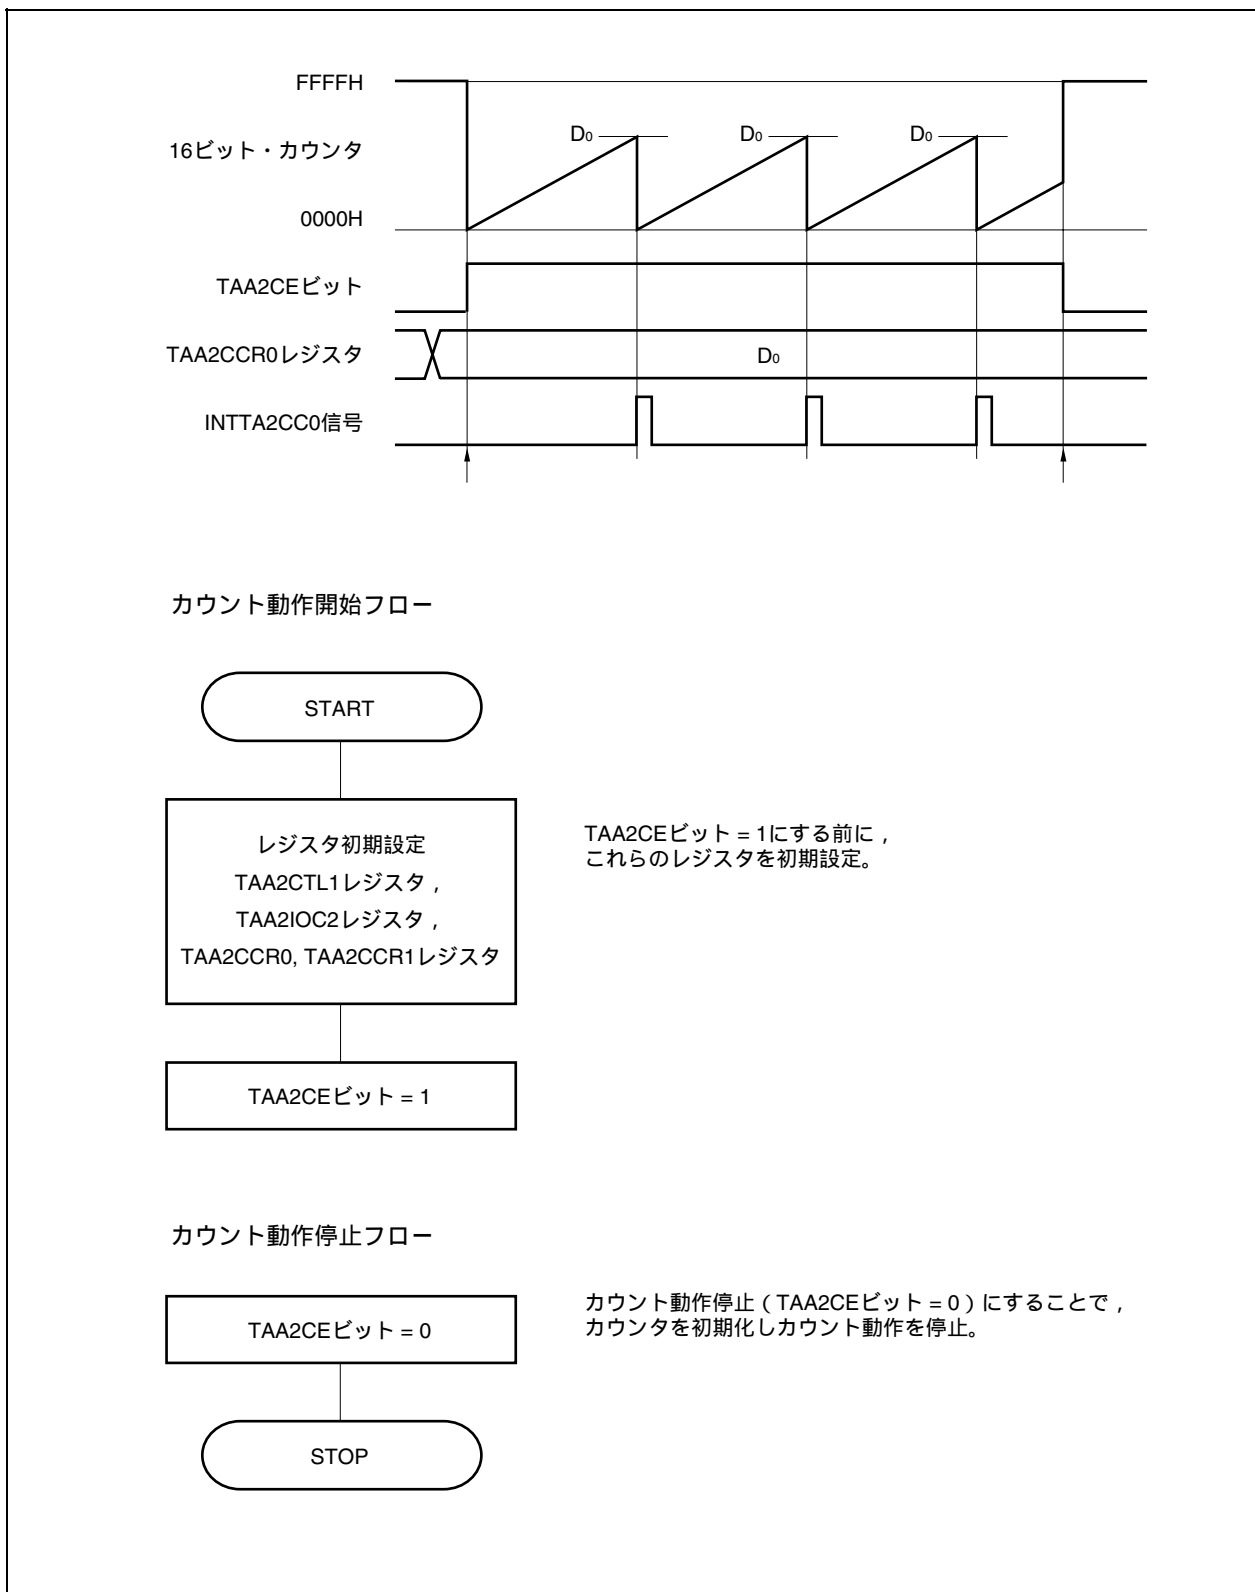 FFFFH
D0 D0 D0
16ビット・カウンタ
0000H
TAA2CEビット
TAA2CCR0レジスタ D0
INTTA2CC0信号
カウント動作開始フロー
START
レジスタ初期設定
TAA2CTL1レジスタ，
TAA2IOC2レジスタ，
TAA2CCR0, TAA2CCR1レジスタ
TAA2CEビット = 1にする前に，
これらのレジスタを初期設定。
TAA2CEビット = 1
カウント動作停止フロー
TAA2CEビット = 0
カウント動作停止（TAA2CEビット = 0）にすることで，
カウンタを初期化しカウント動作を停止。
STOP